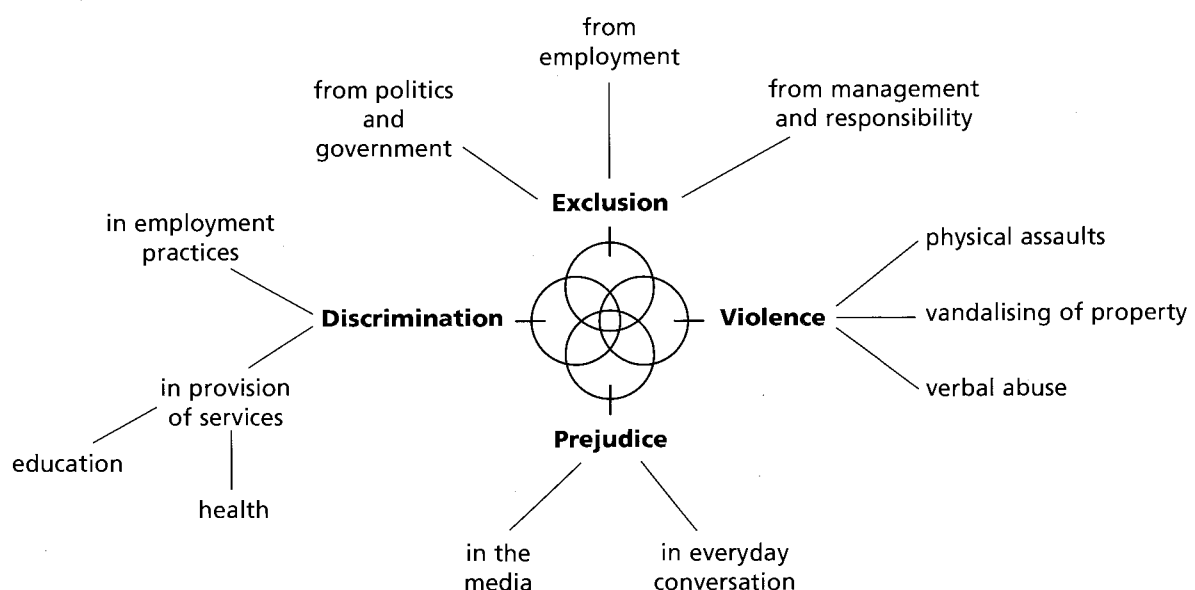 from
employment
from politics
and
government
from management
and responsibility
Exclusion
in employment
practices
physical assaults
Discrimination
Violence
vandalising of property
in provision
of services
verbal abuse
Prejudice
education
health
in the
media
in everyday
conversation